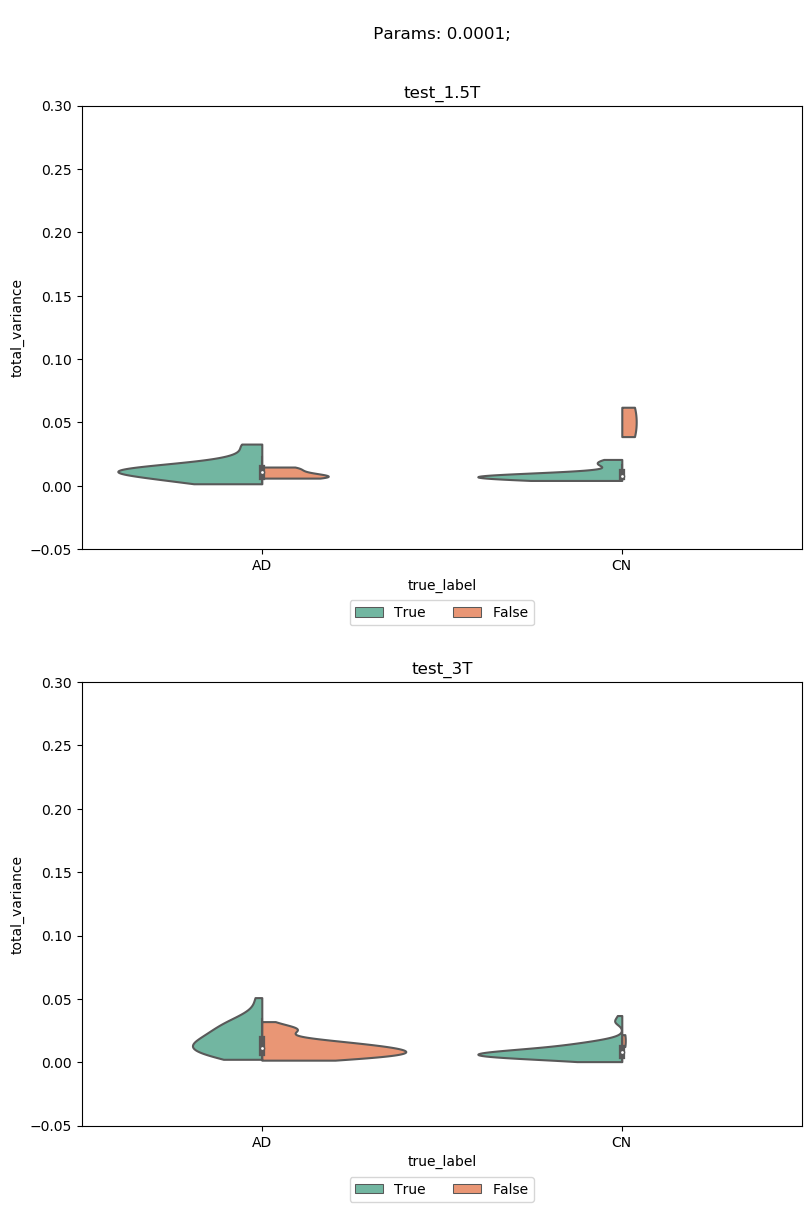 Params: 0.0001;
test_1.5T
0.30
0.25
0.20
0.15
0.10
0.05
0.00
−0.05
total_variance
AD CN
true_label
True False
test_3T
0.30
0.25
0.20
0.15
0.10
0.05
0.00
−0.05
total_variance
AD CN
true_label
True False